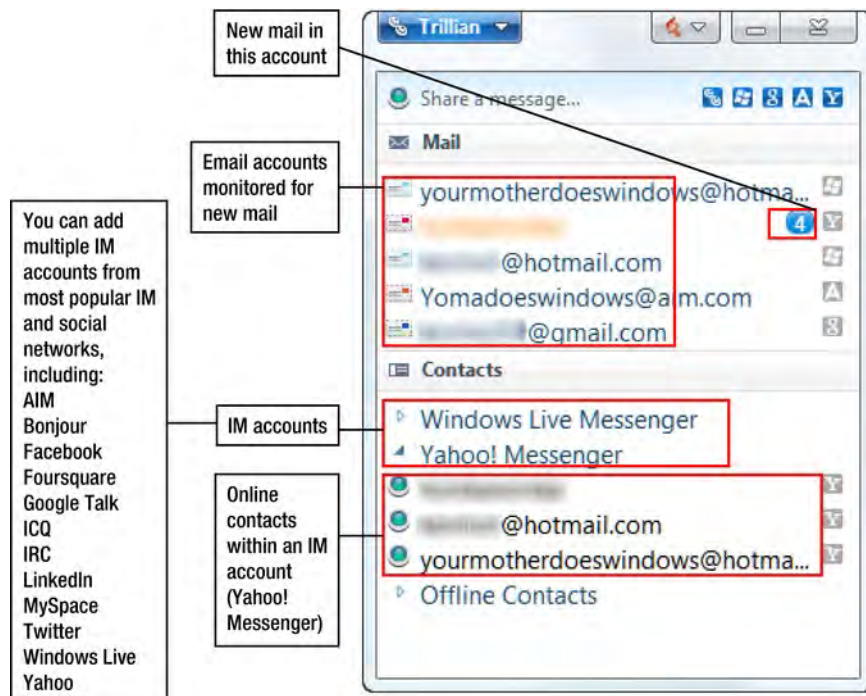 New mail in
this account
Email accounts
monitored for
new mail
You can add
multiple IM
accounts from
most popular IM
and social
networks,
including:
AIM
Bonjour
Facebook
Foursquare
Google Talk
ICQ
IRC
LinkedIn
MySpace
Twitter
Windows Live
Yahoo
IM accounts
Online
contacts
within an IM
account
(Yahoo!
Messenger)
Trillian
Share a message...
8 A Y
Mail
yourmotherdoeswindows@hotma...
4 Y
@hotmail.com
Yomadoeswindows@aim.com A
@gmail.com 8
Contacts
Windows Live Messenger
Yahoo! Messenger
Y
@hotmail.com Y
yourmotherdoeswindows@hotma... Y
Offline Contacts